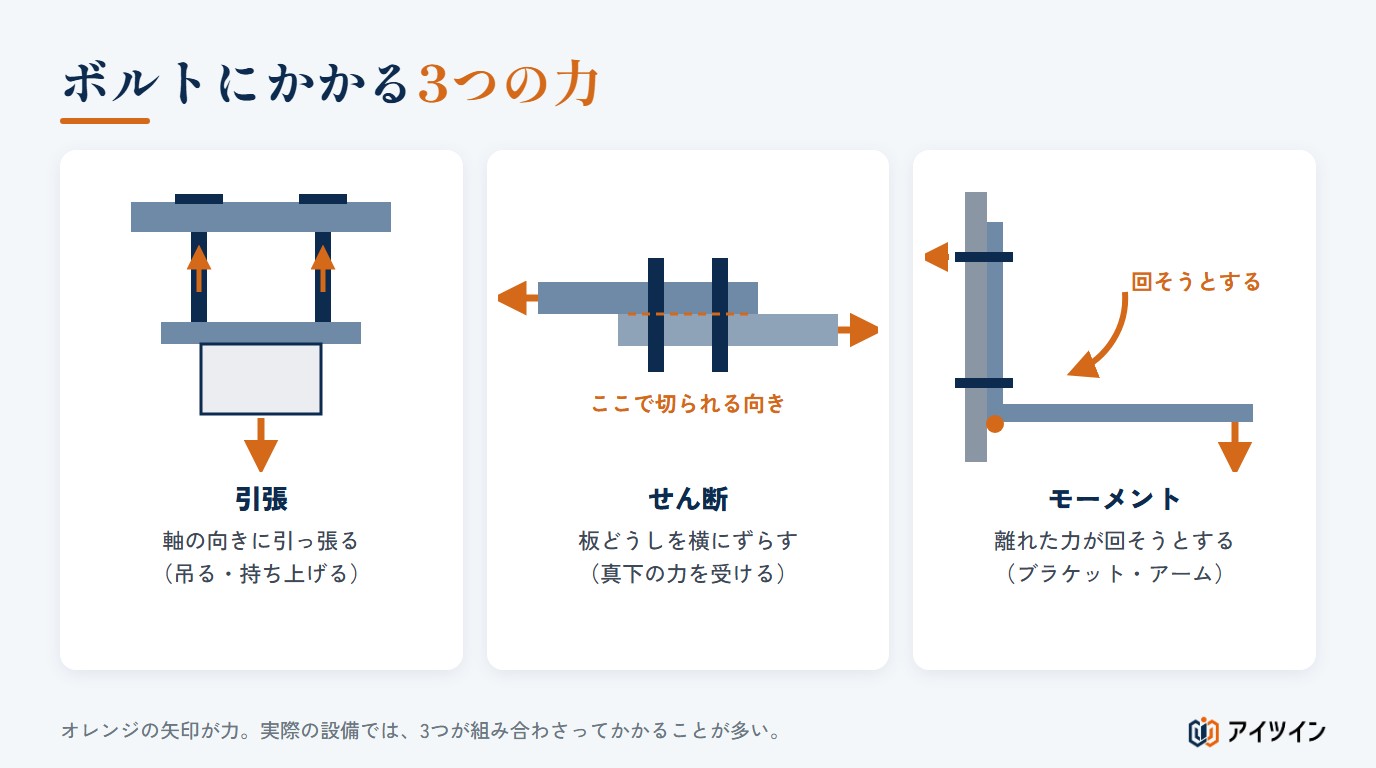 ボルトにかかる3つの力
回そうとする
ここで切られる向き
引張
軸の向きに引っ張る
（吊る・持ち上げる）
せん断
板どうしを横にずらす
（真下の力を受ける）
モーメント
離れた力が回そうとする
（ブラケット・アーム）
オレンジの矢印が力。実際の設備では、3つが組み合わさってかかることが多い。
アイツイン